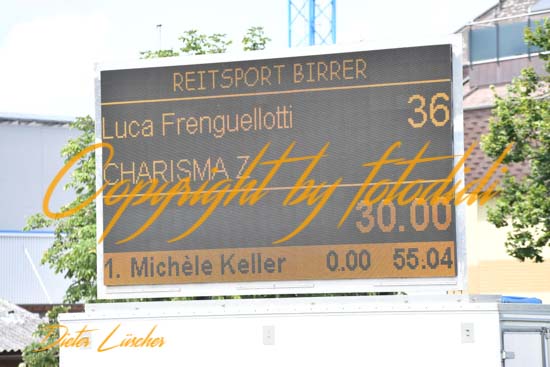 REITSPORT BIRRER
Luca Frenguellotti 36
CHARISMA Z
Copyright by fotoduli
30.00
1. Michèle Keller 0.00 55.04
Dieter Lüscher